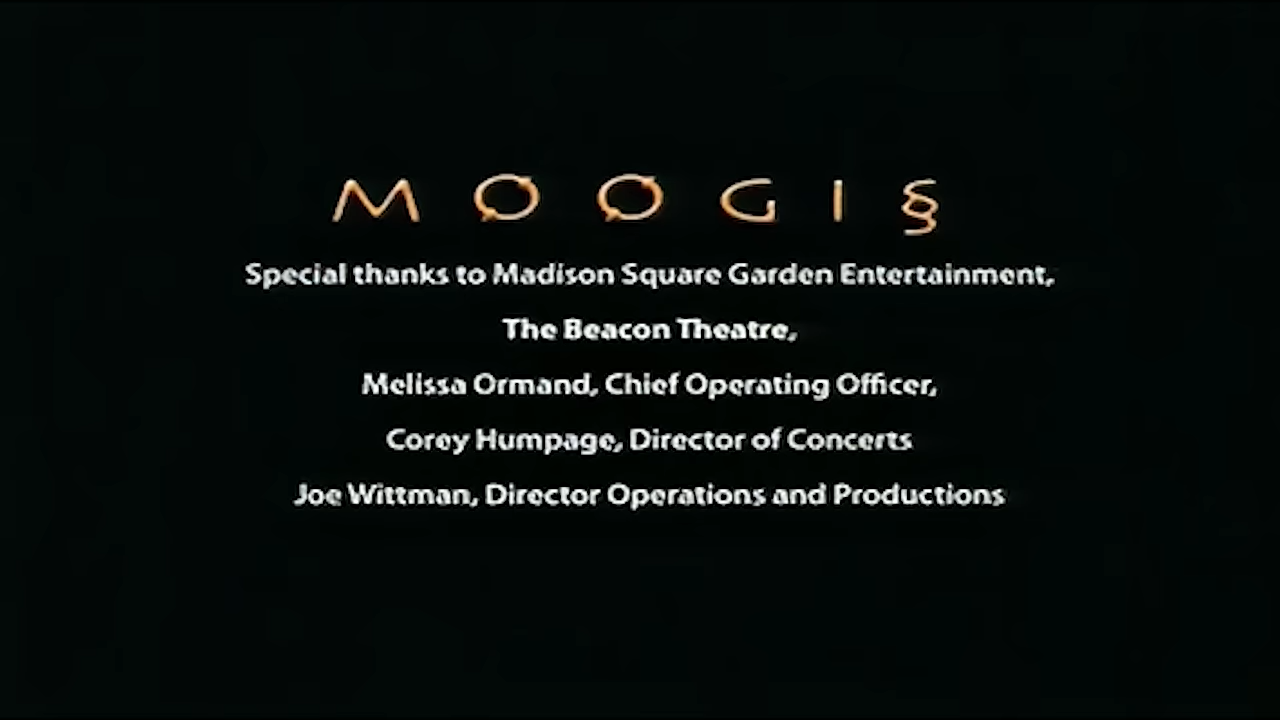 MOOGI§
Special thanks to Madison Square Garden Entertainment,
The Beacon Theatre,
Melissa Ormand, Chief Operating Officer,
Corey Humpage, Director of Concerts
Joe Wittman, Director Operations and Productions